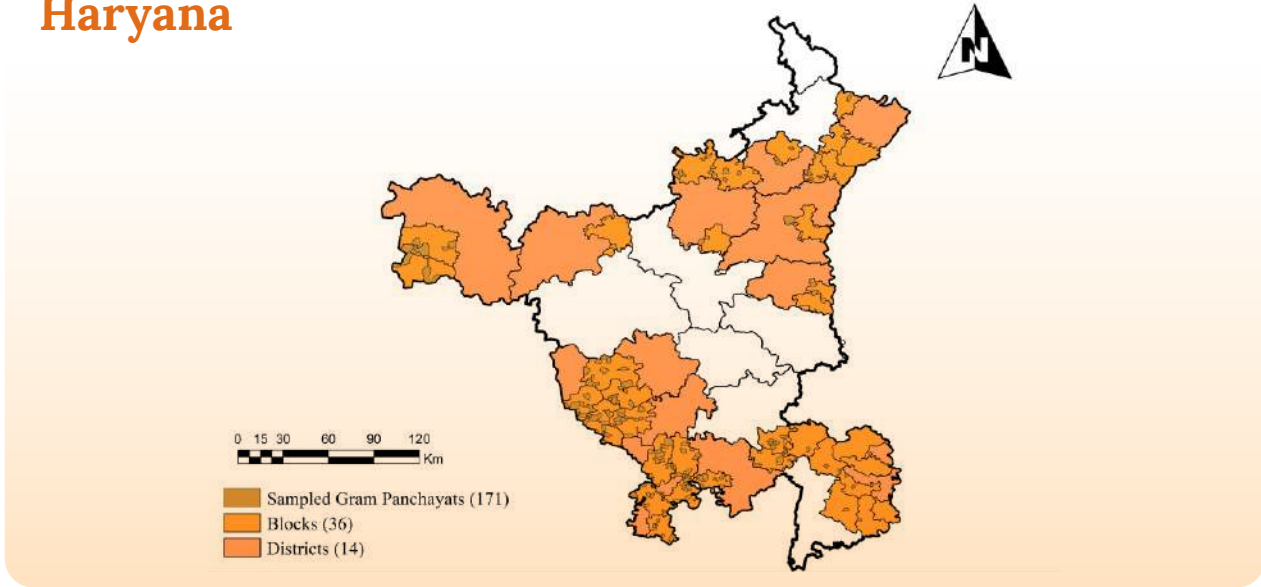 Haryana
N
0 15 30 60 90 120
Km
Sampled Gram Panchayats (171)
Blocks (36)
Districts (14)